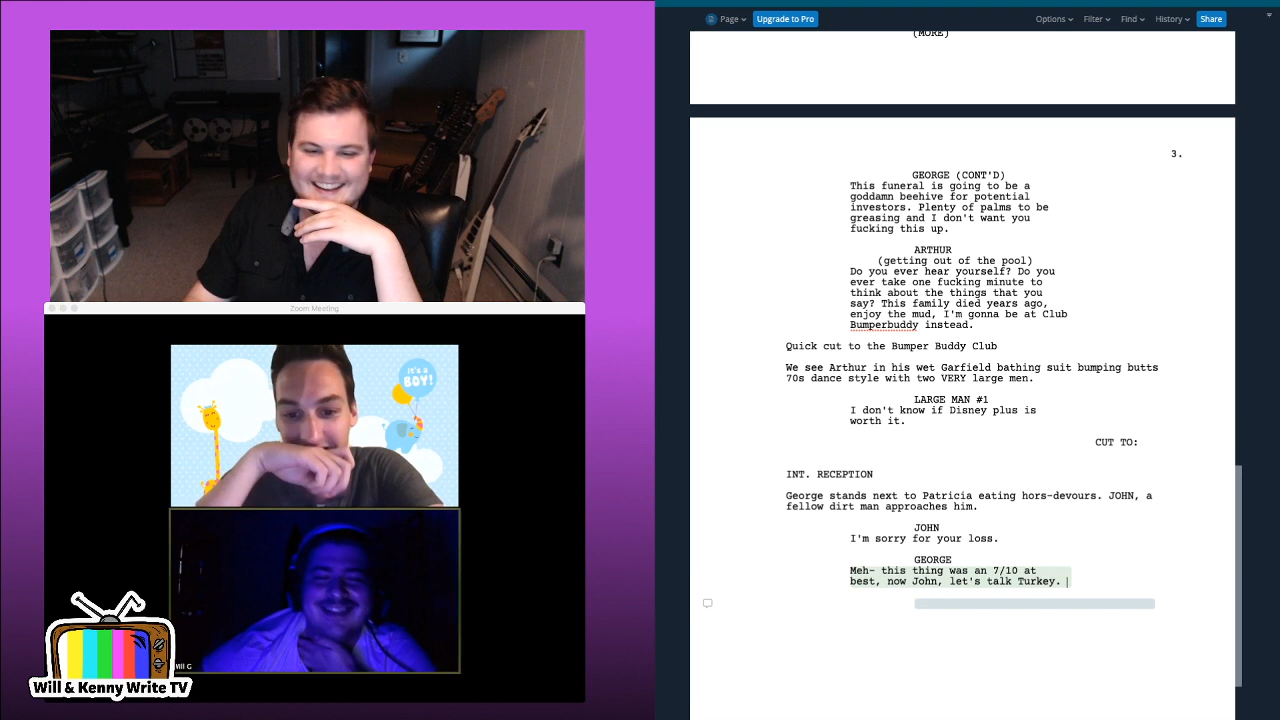 Page
Upgrade to Pro
Options
Filter
Find
History
Share
(MORE)
3.
GEORGE (CONT'D)
This funeral is going to be a
goddamn beehive for potential
investors. Plenty of palms to be
greasing and I don't want you
fucking this up.
ARTHUR
(getting out of the pool)
Do you ever hear yourself? Do you
ever take one fucking minute to
think about the things that you
say? This family died years ago,
enjoy the mud, I'm gonna be at Club
Bumperbuddy instead.
Quick cut to the Bumper Buddy Club
We see Arthur in his wet Garfield bathing suit bumping butts
70s dance style with two VERY large men.
LARGE MAN #1
I don't know if Disney plus is
worth it.
CUT TO:
INT. RECEPTION
George stands next to Patricia eating hors-devours. JOHN, a
fellow dirt man approaches him.
JOHN
I'm sorry for your loss.
GEORGE
Meh- this thing was an 7/10 at
best, now John, let's talk Turkey.
Zoom Meeting
IT'S A
BOY!
Will G
Will & Kenny Write TV